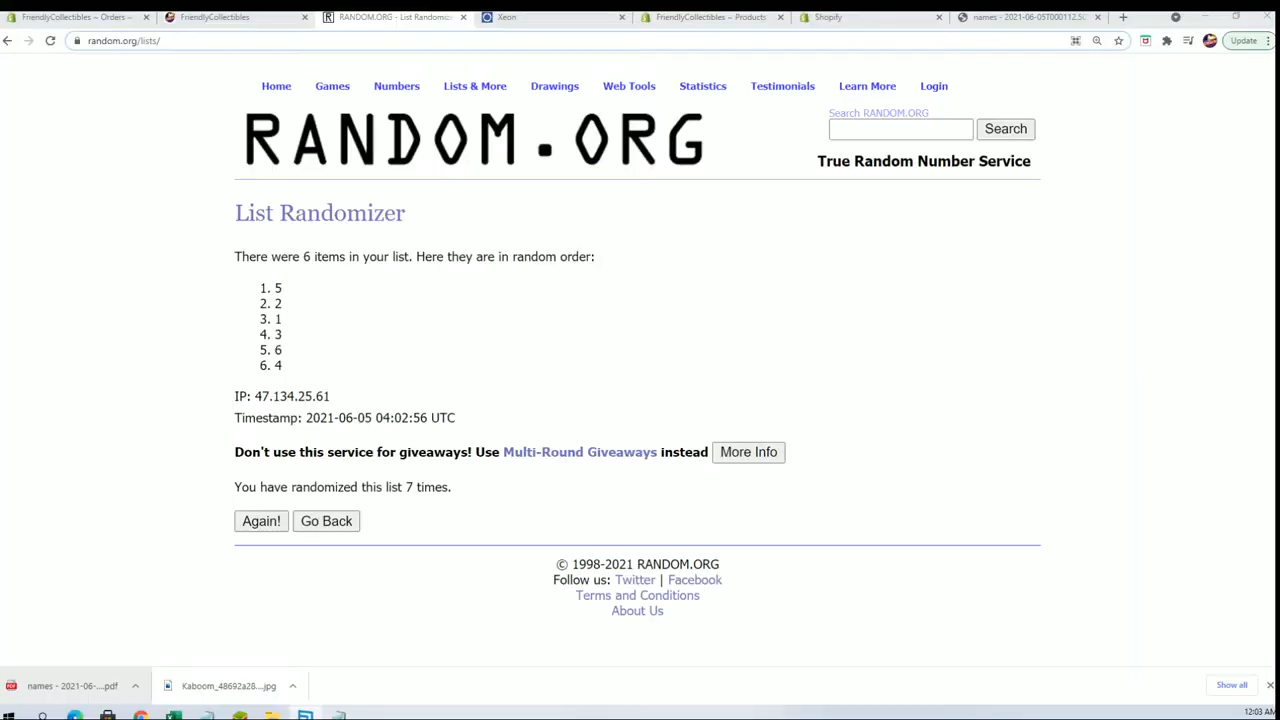 FriendlyCollectibles ~ Orders ~
FriendlyCollectibles
RANDOM.ORG - List Randomize
Xeon
FriendlyCollectibles ~ Products
Shopify
names - 2021-06-05T000112.50
random.org/lists/
Update
Home Games Numbers Lists & More Drawings Web Tools Statistics Testimonials Learn More Login
RANDOM.ORG
Search RANDOM.ORG
Search
True Random Number Service
List Randomizer
There were 6 items in your list. Here they are in random order:
1. 5
2. 2
3. 1
4. 3
5. 6
6. 4
IP: 47.134.25.61
Timestamp: 2021-06-05 04:02:56 UTC
Don't use this service for giveaways! Use Multi-Round Giveaways instead More Info
You have randomized this list 7 times.
Again! Go Back
© 1998-2021 RANDOM.ORG
Follow us: Twitter | Facebook
Terms and Conditions
About Us
names - 2021-06-....pdf
Kaboom_48692a28....jpg
Show all
12:03 AM